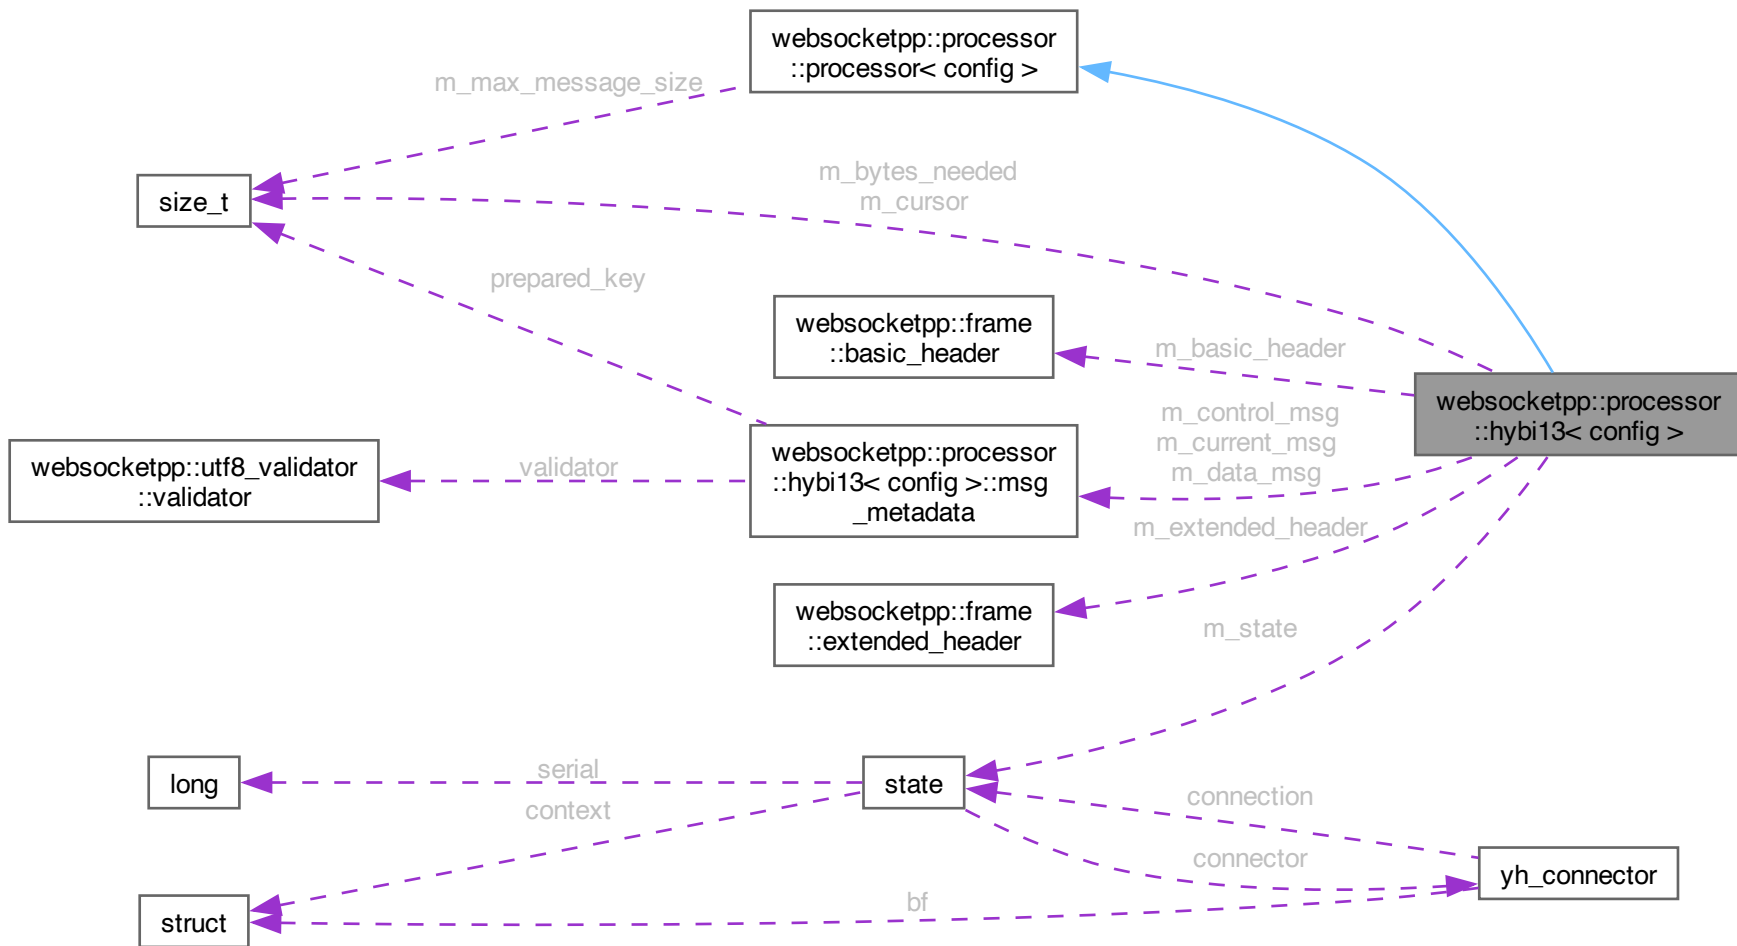 websocketpp::processor
::processor< config >
m_max_message_size
m_bytes_needed
m_cursor
size_t
prepared_key
websocketpp::frame
::basic_header
m_basic_header
websocketpp::processor
::hybi13< config >
m_control_msg
m_current_msg
m_data_msg
websocketpp::utf8_validator
::validator
validator
websocketpp::processor
::hybi13< config >::msg
_metadata
m_extended_header
websocketpp::frame
::extended_header
m_state
long
serial
state
context
connection
connector
yh_connector
bf
struct